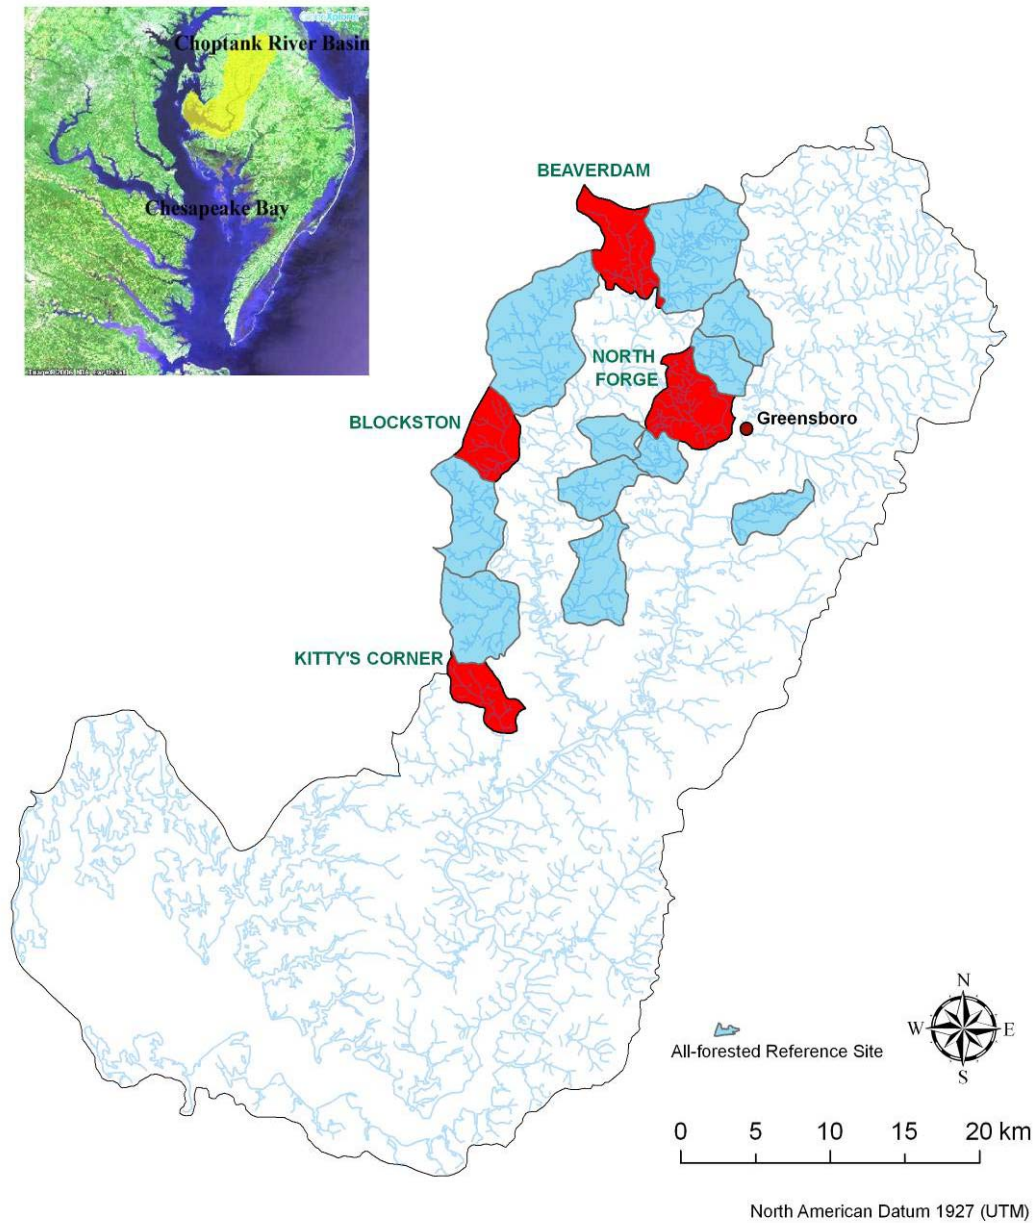 Choptank River Basin
Chesapeake Bay
BEAVERDAM
NORTH
FORGE
BLOCKSTON
Greensboro
KITTY'S CORNER
N
W
E
S
All-forested Reference Site
0 5 10 15 20 km
North American Datum 1927 (UTM)